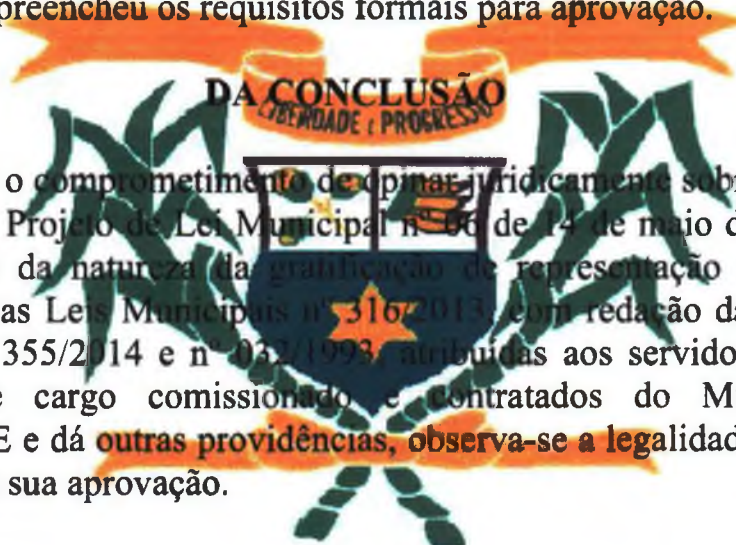 preencheu os requisitos formais para aprovação.
DA CONCLUSÃO
LIBERDADE E PROGRESSO
o comprometimento de opinar juridicamente sob
Projeto de Lei Municipal nº 06 de 14 de maio d
da natureza da gratificação de representação
as Leis Municipais nº 316/2013, com redação da
355/2014 e nº 032/1993, atribuídas aos servido
e cargo comissionado e contratados do M
E e dá outras providências, observa-se a legalidad
sua aprovação.